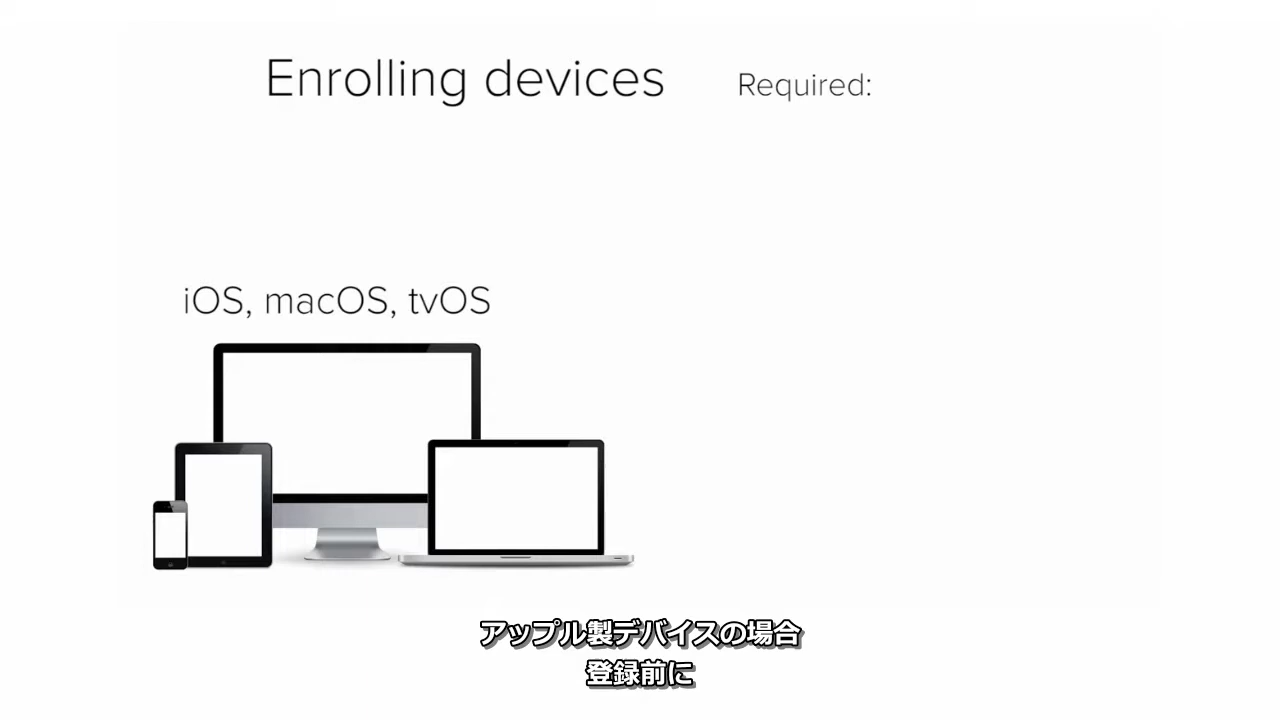 Enrolling devices
Required:
iOS, macOS, tvOS
アップル製デバイスの場合
登録前に